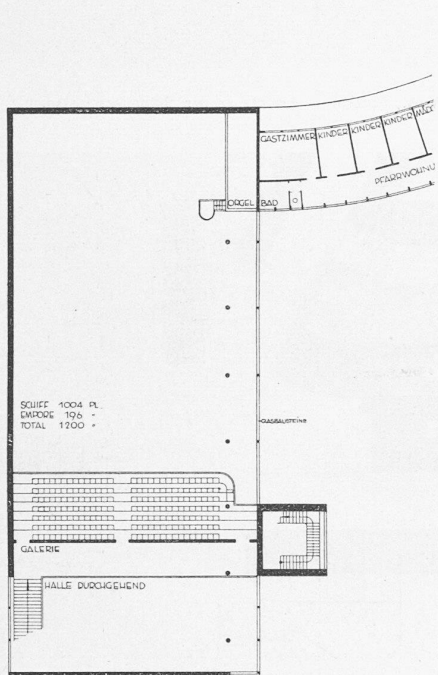 GASTZIMMER KINDER KINDER KINDER
PFARRWOHNU
ORGEL BAD
SCHIFF 1004 PL.
EMPORE 196 "
TOTAL 1200 "
GLASBAUSTEINE
GALERIE
HALLE DURCHGEHEND